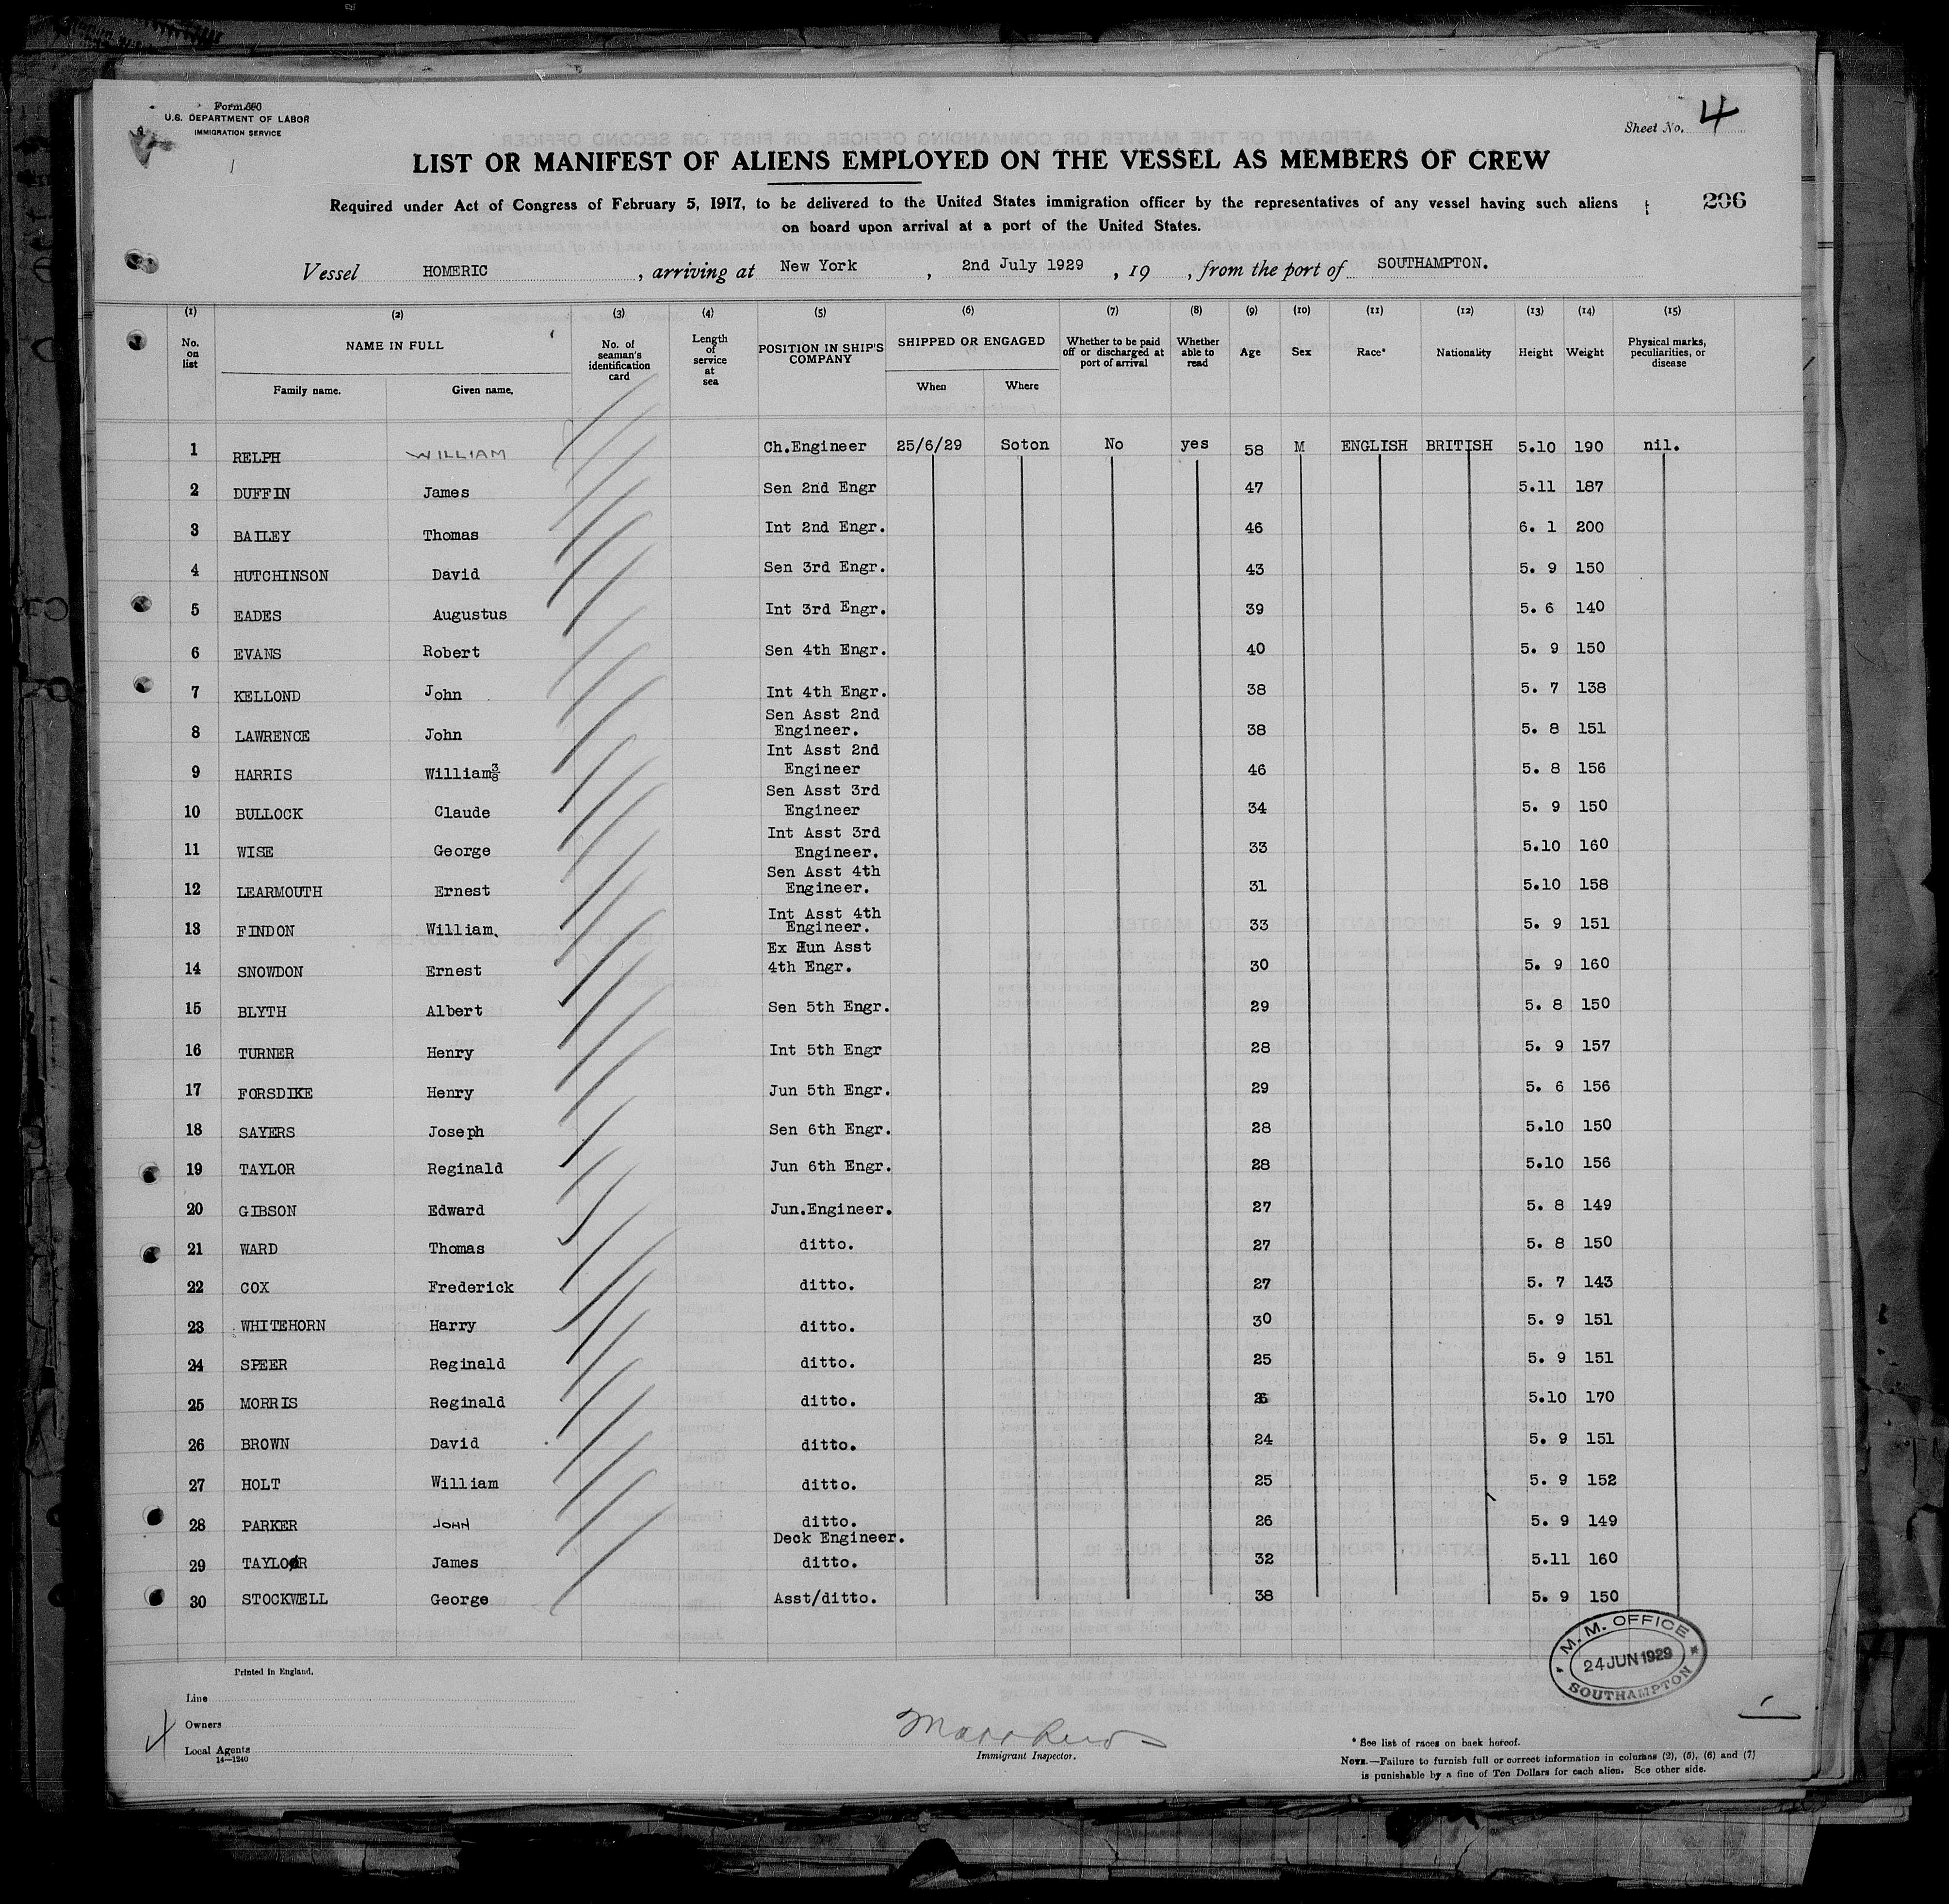 Form 680
U.S. DEPARTMENT OF LABOR
IMMIGRATION SERVICE
Sheet No. 4
LIST OR MANIFEST OF ALIENS EMPLOYED ON THE VESSEL AS MEMBERS OF CREW
Required under Act of Congress of February 5, 1917, to be delivered to the United States immigration officer by the representatives of any vessel having such aliens
on board upon arrival at a port of the United States.
206
Vessel HOMERIC, arriving at New York, 2nd July 1929, 19 , from the port of SOUTHAMPTON.
(1) (2) (3) (4) (5) (6) (7) (8) (9) (10) (11) (12) (13) (14) (15)
No. on list NAME IN FULL Family name. Given name. No. of seaman's identification card Length of service at sea POSITION IN SHIP'S COMPANY SHIPPED OR ENGAGED When Where Whether to be paid off or discharged at port of arrival Whether able to read Age Sex Race* Nationality Height Weight Physical marks, peculiarities, or disease
1 RELPH WILLIAM Ch.Engineer 25/6/29 Soton No yes 58 M ENGLISH BRITISH 5.10 190 nil.
2 DUFFIN James Sen 2nd Engr 47 5.11 187
3 BAILEY Thomas Int 2nd Engr. 46 6. 1 200
4 HUTCHINSON David Sen 3rd Engr. 43 5. 9 150
5 EADES Augustus Int 3rd Engr. 39 5. 6 140
6 EVANS Robert Sen 4th Engr. 40 5. 9 150
7 KELLOND John Int 4th Engr. 38 5. 7 138
8 LAWRENCE John Sen Asst 2nd Engineer. 38 5. 8 151
9 HARRIS William Int Asst 2nd Engineer 46 5. 8 156
10 BULLOCK Claude Sen Asst 3rd Engineer 34 5. 9 150
11 WISE George Int Asst 3rd Engineer. 33 5.10 160
12 LEARMOUTH Ernest Sen Asst 4th Engineer. 31 5.10 158
13 FINDON William. Int Asst 4th Engineer. 33 5. 9 151
14 SNOWDON Ernest Ex Asst 4th Engr. 30 5. 9 160
15 BLYTH Albert Sen 5th Engr. 29 5. 8 150
16 TURNER Henry Int 5th Engr 28 5. 9 157
17 FORSDIKE Henry Jun 5th Engr. 29 5. 6 156
18 SAYERS Joseph Sen 6th Engr. 28 5.10 150
19 TAYLOR Reginald Jun 6th Engr. 28 5.10 156
20 GIBSON Edward Jun.Engineer. 27 5. 8 149
21 WARD Thomas ditto. 27 5. 8 150
22 COX Frederick ditto. 27 5. 7 143
23 WHITEHORN Harry ditto. 30 5. 9 151
24 SPEER Reginald ditto. 25 5. 9 151
25 MORRIS Reginald ditto. 26 5.10 170
26 BROWN David ditto. 24 5. 9 151
27 HOLT William ditto. 25 5. 9 152
28 PARKER JOHN ditto. 26 5. 9 149
Deck Engineer.
29 TAYLOR James ditto. 32 5.11 160
30 STOCKWELL George Asst/ditto. 38 5. 9 150
M.M. OFFICE
24 JUN 1929
SOUTHAMPTON
Printed in England.
Line
Owners
Local Agents
14—1240
Immigrant Inspector.
* See list of races on back hereof.
NOTE.—Failure to furnish full or correct information in columns (2), (5), (6) and (7)
is punishable by a fine of Ten Dollars for each alien. See other side.